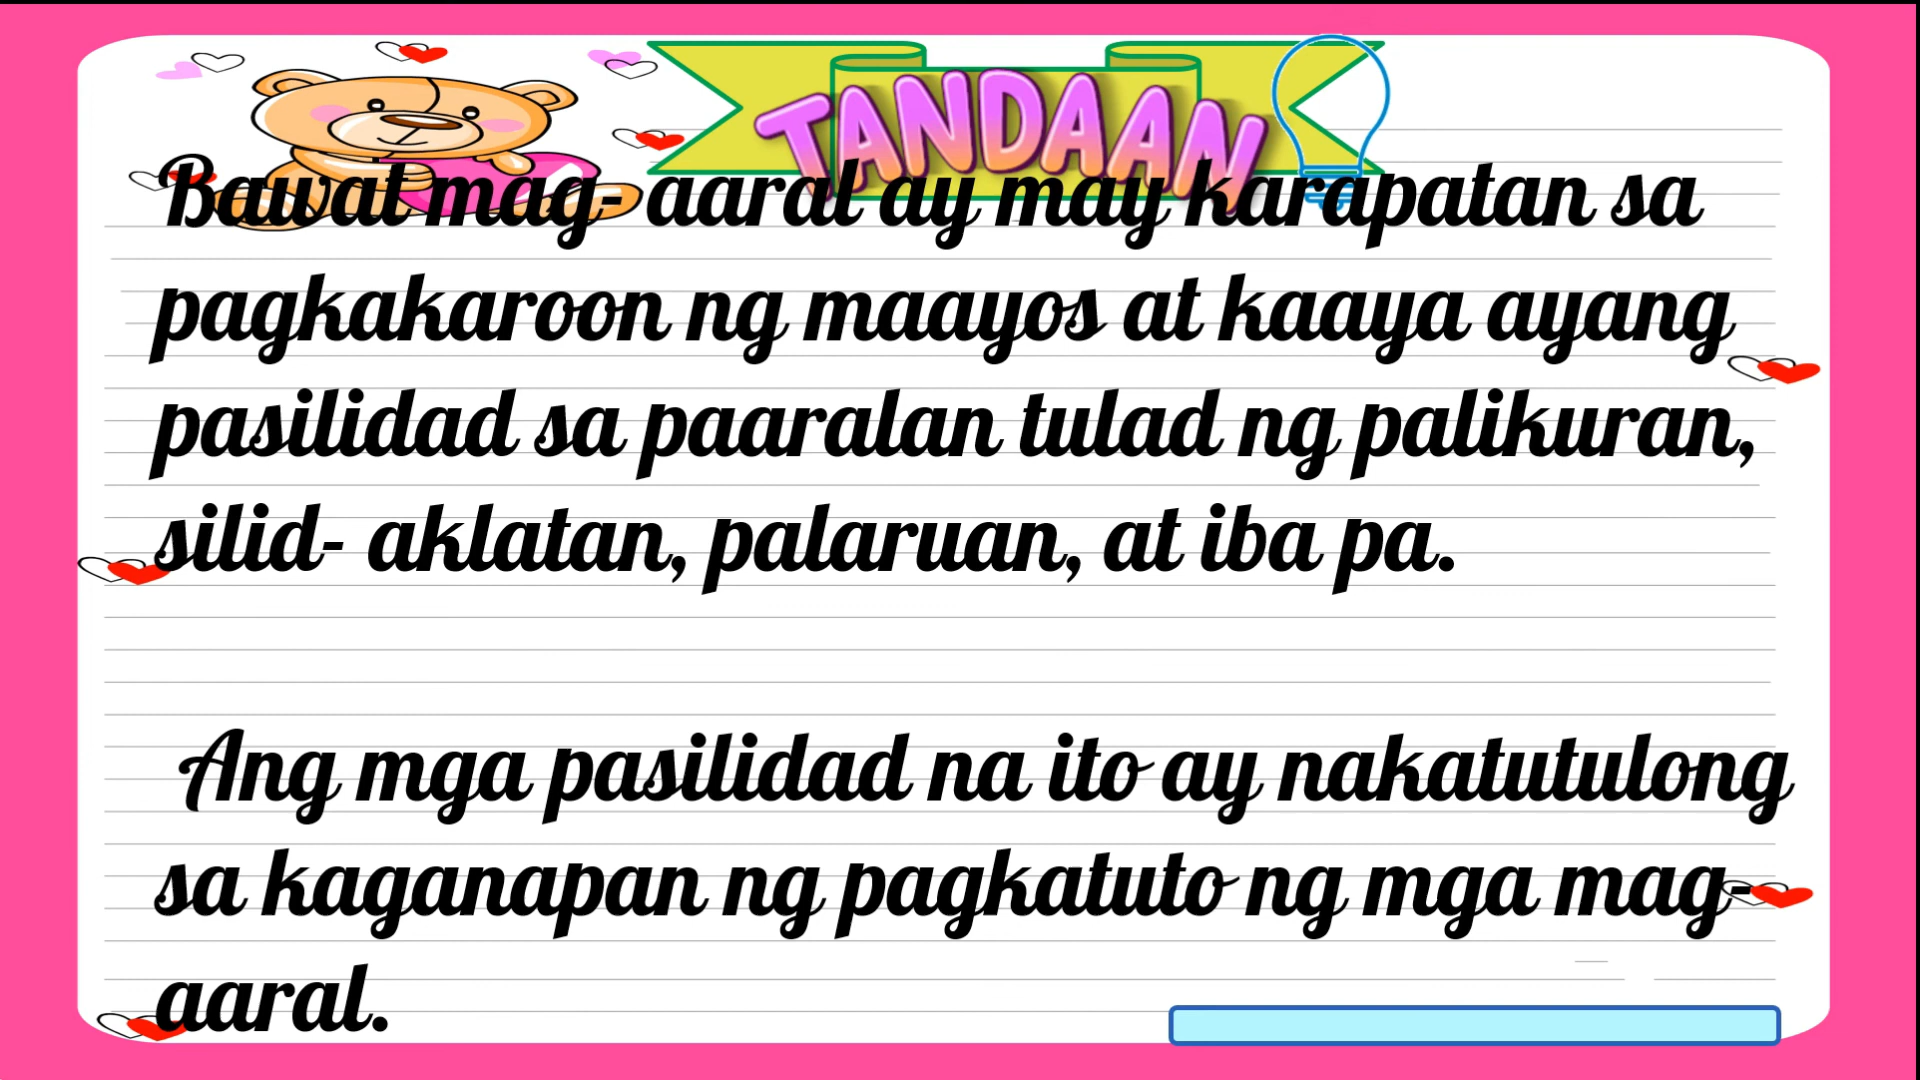 TANDAAN
Bawat mag- aaral ay may karapatan sa
pagkakaroon ng maayos at kaaya ayang
pasilidad sa paaralan tulad ng palikuran,
silid- aklatan, palaruan, at iba pa.
Ang mga pasilidad na ito ay nakatutulong
sa kaganapan ng pagkatuto ng mga mag-
aaral.